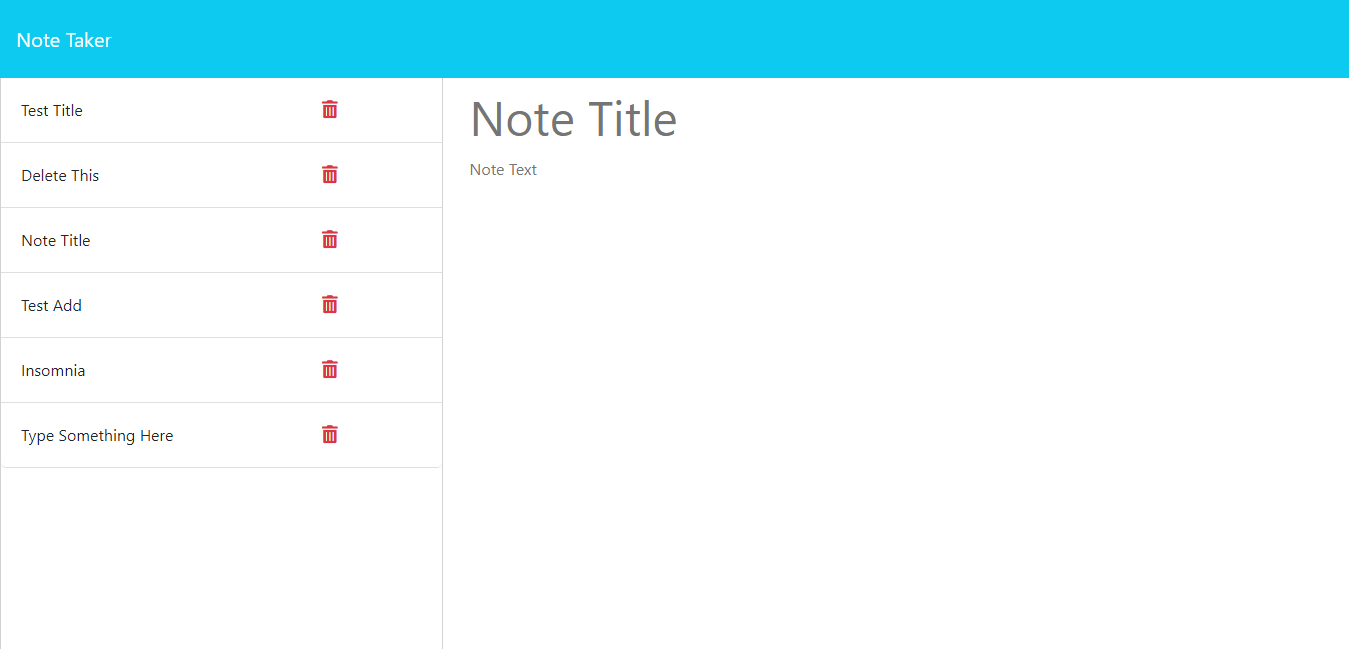 Note Taker
Test Title
Delete This
Note Title
Test Add
Insomnia
Type Something Here
Note Title
Note Text